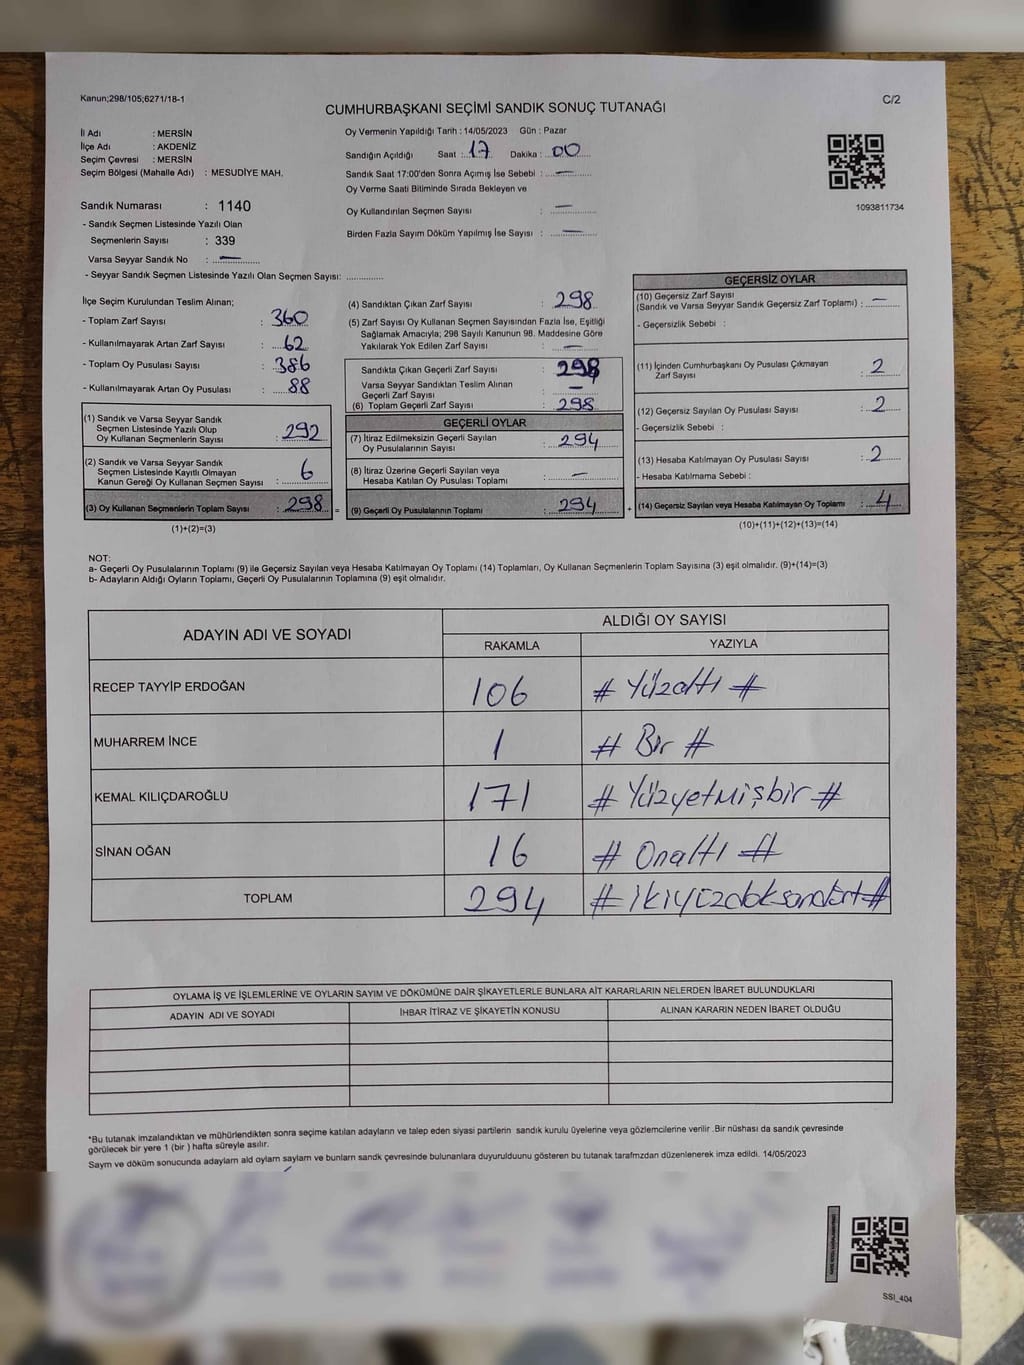 Kanun;298/105;6271/18-1
CUMHURBAŞKANI SEÇİMİ SANDIK SONUÇ TUTANAĞI
C/2
İl Adı : MERSİN
İlçe Adı : AKDENİZ
Seçim Çevresi : MERSİN
Seçim Bölgesi (Mahalle Adı) : MESUDİYE MAH.
Sandık Numarası : 1140
- Sandık Seçmen Listesinde Yazılı Olan
Seçmenlerin Sayısı : 339
Varsa Seyyar Sandık No : —
- Seyyar Sandık Seçmen Listesinde Yazılı Olan Seçmen Sayısı: ..............
Oy Vermenin Yapıldığı Tarih : 14/05/2023 Gün : Pazar
Sandığın Açıldığı Saat : 17 Dakika : 00
Sandık Saat 17:00'den Sonra Açımış İse Sebebi : —
Oy Verme Saati Bitiminde Sırada Bekleyen ve
Oy Kullandırılan Seçmen Sayısı : —
Birden Fazla Sayım Döküm Yapılmış İse Sayısı : —
1093811734
İlçe Seçim Kurulundan Teslim Alınan;
- Toplam Zarf Sayısı : 360
- Kullanılmayarak Artan Zarf Sayısı : 62
- Toplam Oy Pusulası Sayısı : 386
- Kullanılmayarak Artan Oy Pusulası : 88
(1) Sandık ve Varsa Seyyar Sandık
Seçmen Listesinde Yazılı Olup
Oy Kullanan Seçmenlerin Sayısı : 292
(2) Sandık ve Varsa Seyyar Sandık
Seçmen Listesinde Kayıtlı Olmayan
Kanun Gereği Oy Kullanan Seçmen Sayısı : 6
(3) Oy Kullanan Seçmenlerin Toplam Sayısı : 298 =
(1)+(2)=(3)
(4) Sandıktan Çıkan Zarf Sayısı : 298
(5) Zarf Sayısı Oy Kullanan Seçmen Sayısından Fazla İse, Eşitliği
Sağlamak Amacıyla; 298 Sayılı Kanunun 98. Maddesine Göre
Yakılarak Yok Edilen Zarf Sayısı : —
Sandıkta Çıkan Geçerli Zarf Sayısı : 298
Varsa Seyyar Sandıktan Teslim Alınan
Geçerli Zarf Sayısı : —
(6) Toplam Geçerli Zarf Sayısı : 298
GEÇERLİ OYLAR
(7) İtiraz Edilmeksizin Geçerli Sayılan
Oy Pusulalarının Sayısı : 294
(8) İtiraz Üzerine Geçerli Sayılan veya
Hesaba Katılan Oy Pusulası Toplamı : —
(9) Geçerli Oy Pusulalarının Toplamı : 294 +
GEÇERSİZ OYLAR
(10) Geçersiz Zarf Sayısı
(Sandık ve Varsa Seyyar Sandık Geçersiz Zarf Toplamı) : —
- Geçersizlik Sebebi :
(11) İçinden Cumhurbaşkanı Oy Pusulası Çıkmayan
Zarf Sayısı : 2
(12) Geçersiz Sayılan Oy Pusulası Sayısı : 2
- Geçersizlik Sebebi :
(13) Hesaba Katılmayan Oy Pusulası Sayısı : 2
- Hesaba Katılmama Sebebi :
(14) Geçersiz Sayılan veya Hesaba Katılmayan Oy Toplamı : 4
(10)+(11)+(12)+(13)=(14)
NOT:
a- Geçerli Oy Pusulalarının Toplamı (9) ile Geçersiz Sayılan veya Hesaba Katılmayan Oy Toplamı (14) Toplamları, Oy Kullanan Seçmenlerin Toplam Sayısına (3) eşit olmalıdır. (9)+(14)=(3)
b- Adayların Aldığı Oyların Toplamı, Geçerli Oy Pusulalarının Toplamına (9) eşit olmalıdır.
ADAYIN ADI VE SOYADI
ALDIĞI OY SAYISI
RAKAMLA YAZIYLA
RECEP TAYYİP ERDOĞAN 106 # Yüzaltı #
MUHARREM İNCE 1 # Bir #
KEMAL KILIÇDAROĞLU 171 # Yüzyetmişbir #
SİNAN OĞAN 16 # Onaltı #
TOPLAM 294 # ikiyüzdoksandört #
OYLAMA İŞ VE İŞLEMLERİNE VE OYLARIN SAYIM VE DÖKÜMÜNE DAİR ŞİKAYETLERLE BUNLARA AİT KARARLARIN NELERDEN İBARET BULUNDUKLARI
ADAYIN ADI VE SOYADI İHBAR İTİRAZ VE ŞİKAYETİN KONUSU ALINAN KARARIN NEDEN İBARET OLDUĞU
*Bu tutanak imzalandıktan ve mühürlendikten sonra seçime katılan adayların ve talep eden siyasi partilerin sandık kurulu üyelerine veya gözlemcilerine verilir .Bir nüshası da sandık çevresinde
görülecek bir yere 1 (bir ) hafta süreyle asılır.
Saym ve döküm sonucunda adaylarn ald oylarn saylam ve bunlarn sandk çevresinde bulunanlara duyurulduunu gösteren bu tutanak tarafmzdan düzenlenerek imza edildi. 14/05/2023
SSI_404